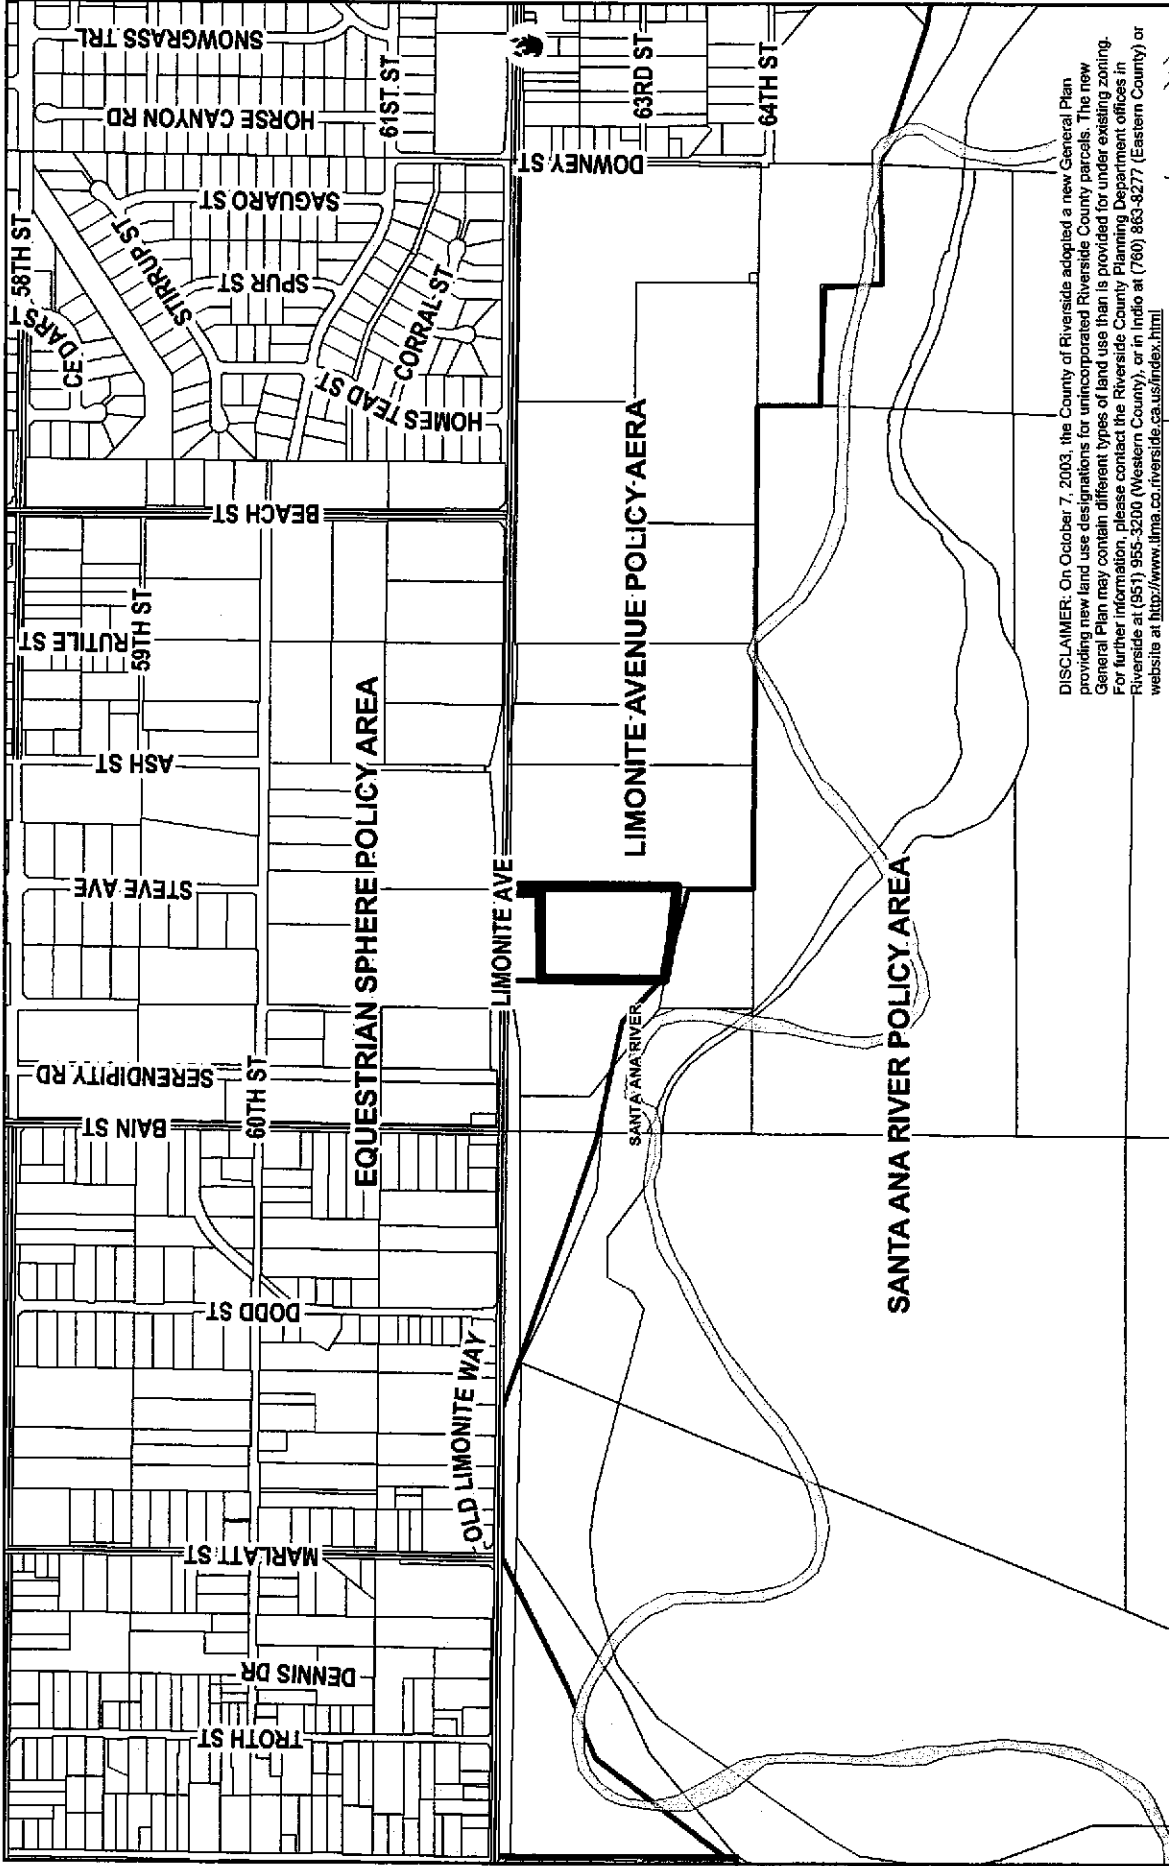 TROTH ST
DENNIS DR
MARLATT ST
OLD LIMONITE WAY
DODD ST
BAIN ST
60TH ST
SERENDIPITY RD
STEVE AVE
ASH ST
RUTILE ST
59TH ST
BEACH ST
CEDAR ST
58TH ST
STIRRUP ST
HOMESTEAD ST
SPUR ST
CORRAL ST
SAGUARO ST
HORSE CANYON RD
61ST ST
SNOWGRASS TRL
EQUESTRIAN SPHERE POLICY AREA
LIMONITE AVE
DOWNEY ST
63RD ST
64TH ST
LIMONITE AVENUE POLICY AERA
SANTA ANA RIVER
SANTA ANA RIVER POLICY AREA
DISCLAIMER: On October 7, 2003, the County of Riverside adopted a new General Plan
providing new land use designations for unincorporated Riverside County parcels. The new
General Plan may contain different types of land use than is provided for under existing zoning.
For further information, please contact the Riverside County Planning Department offices in
Riverside at (951) 955-3200 (Western County), or in Indio at (760) 863-8277 (Eastern County) or
website at http://www.tlma.co.riverside.ca.us/index.html